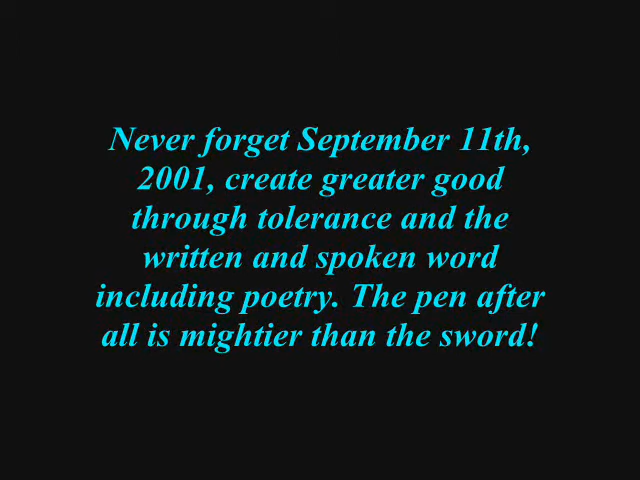 Never forget September 11th,
2001, create greater good
through tolerance and the
written and spoken word
including poetry. The pen after
all is mightier than the sword!